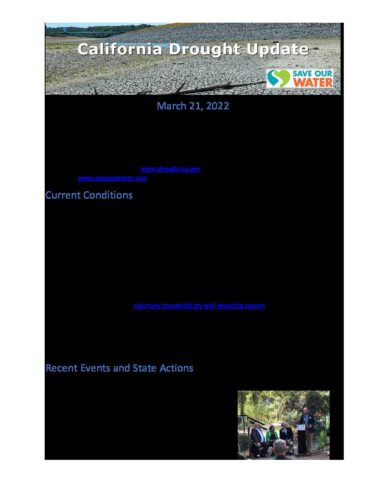 California Drought Update
SAVE OUR
WATER
March 21, 2022
www.drought.ca.gov
www.saveourwater.com
Current Conditions
voluntary household dry well reporting system
Recent Events and State Actions